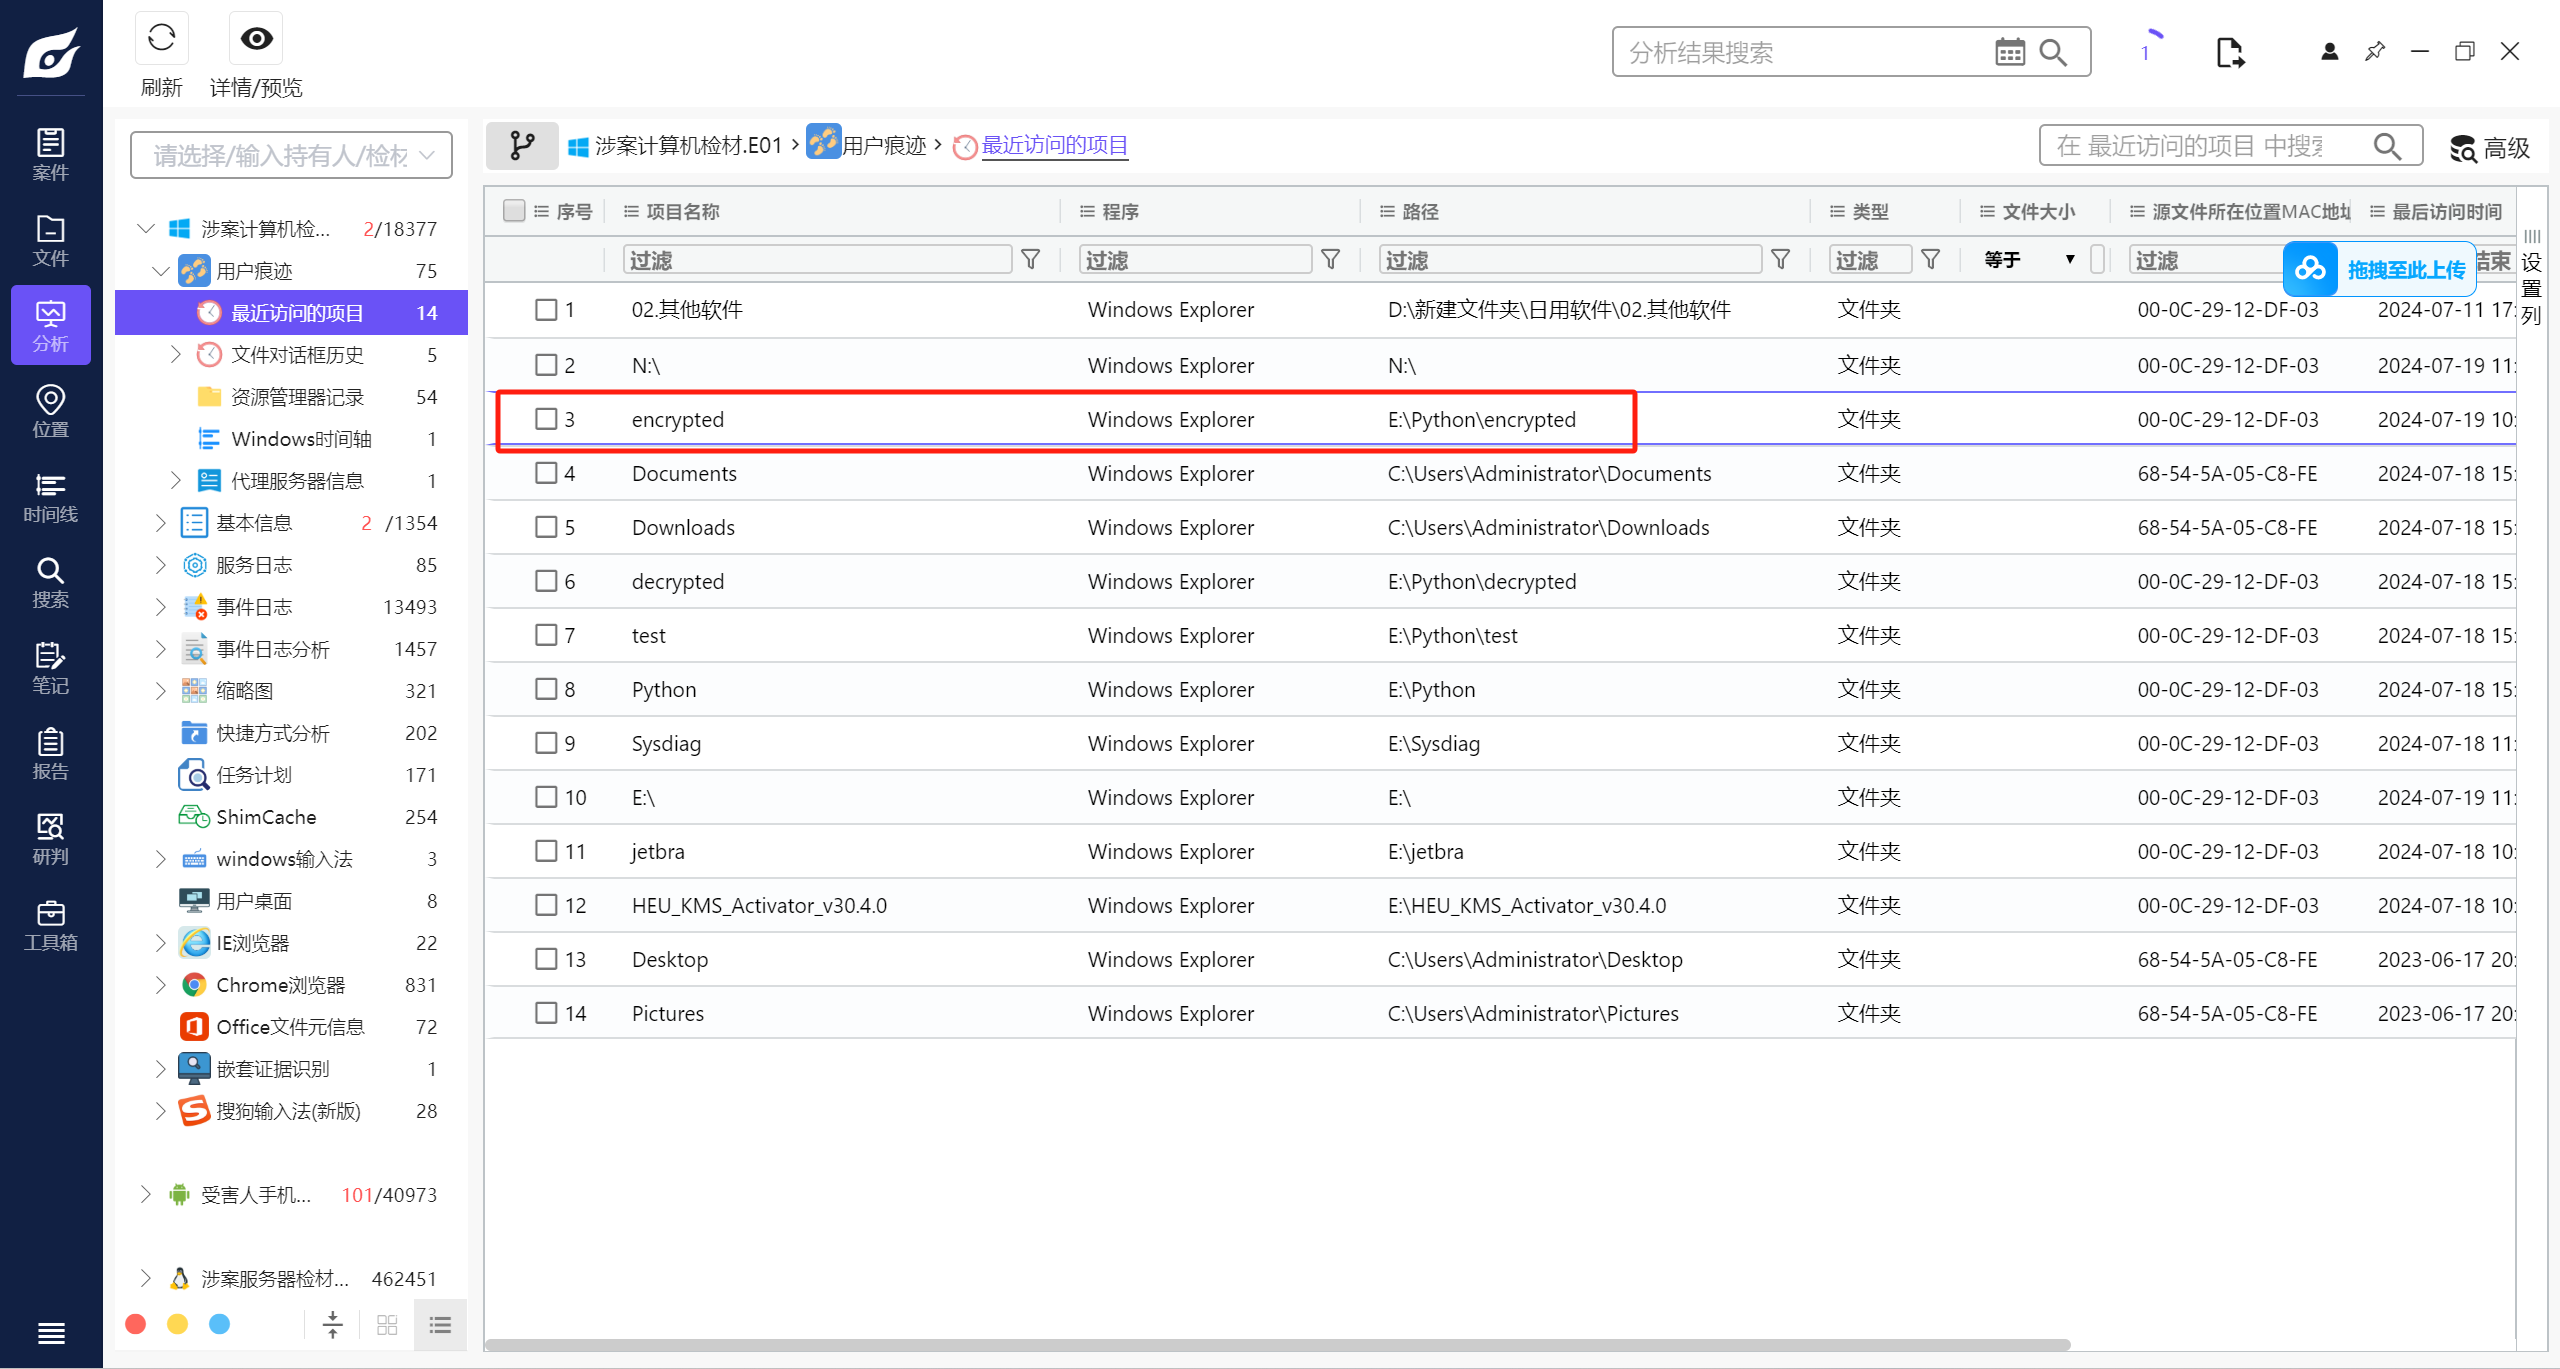 刷新
详情/预览
分析结果搜索
1
案件
文件
分析
位置
时间线
搜索
笔记
报告
研判
工具箱
请选择/输入持有人/检材
涉案计算机检... 2/18377
用户痕迹 75
最近访问的项目 14
文件对话框历史 5
资源管理器记录 54
Windows时间轴 1
代理服务器信息 1
基本信息 2 /1354
服务日志 85
事件日志 13493
事件日志分析 1457
缩略图 321
快捷方式分析 202
任务计划 171
ShimCache 254
windows输入法 3
用户桌面 8
IE浏览器 22
Chrome浏览器 831
Office文件元信息 72
嵌套证据识别 1
搜狗输入法(新版) 28
受害人手机... 101/40973
涉案服务器检材... 462451
涉案计算机检材.E01 > 用户痕迹 > 最近访问的项目
在 最近访问的项目 中搜索
高级
序号 项目名称 程序 路径 类型 文件大小 源文件所在位置MAC地址 最后访问时间
过滤 过滤 过滤 过滤 等于 过滤 结束
拖拽至此上传
设置列
1 02.其他软件 Windows Explorer D:\新建文件夹\日用软件\02.其他软件 文件夹 00-0C-29-12-DF-03 2024-07-11 17:
2 N:\ Windows Explorer N:\ 文件夹 00-0C-29-12-DF-03 2024-07-19 11:
3 encrypted Windows Explorer E:\Python\encrypted 文件夹 00-0C-29-12-DF-03 2024-07-19 10:
4 Documents Windows Explorer C:\Users\Administrator\Documents 文件夹 68-54-5A-05-C8-FE 2024-07-18 15:
5 Downloads Windows Explorer C:\Users\Administrator\Downloads 文件夹 68-54-5A-05-C8-FE 2024-07-18 15:
6 decrypted Windows Explorer E:\Python\decrypted 文件夹 00-0C-29-12-DF-03 2024-07-18 15:
7 test Windows Explorer E:\Python\test 文件夹 00-0C-29-12-DF-03 2024-07-18 15:
8 Python Windows Explorer E:\Python 文件夹 00-0C-29-12-DF-03 2024-07-18 15:
9 Sysdiag Windows Explorer E:\Sysdiag 文件夹 00-0C-29-12-DF-03 2024-07-18 11:
10 E:\ Windows Explorer E:\ 文件夹 00-0C-29-12-DF-03 2024-07-19 11:
11 jetbra Windows Explorer E:\jetbra 文件夹 00-0C-29-12-DF-03 2024-07-18 10:
12 HEU_KMS_Activator_v30.4.0 Windows Explorer E:\HEU_KMS_Activator_v30.4.0 文件夹 00-0C-29-12-DF-03 2024-07-18 10:
13 Desktop Windows Explorer C:\Users\Administrator\Desktop 文件夹 68-54-5A-05-C8-FE 2023-06-17 20:
14 Pictures Windows Explorer C:\Users\Administrator\Pictures 文件夹 68-54-5A-05-C8-FE 2023-06-17 20: